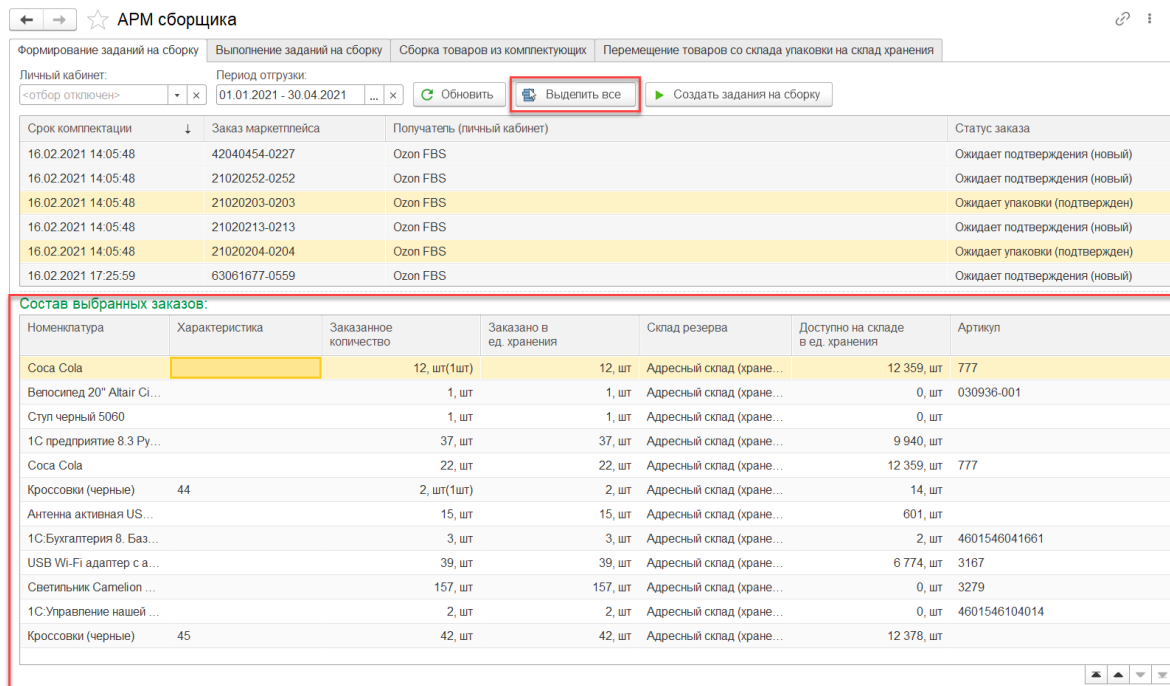 АРМ сборщика
Формирование заданий на сборку Выполнение заданий на сборку Сборка товаров из комплектующих Перемещение товаров со склада упаковки на склад хранения
Личный кабинет: Период отгрузки:
<отбор отключен> 01.01.2021 - 30.04.2021 ... Обновить Выделить все Создать задания на сборку
Срок комплектации Заказ маркетплейса Получатель (личный кабинет) Статус заказа
16.02.2021 14:05:48 42040454-0227 Ozon FBS Ожидает подтверждения (новый)
16.02.2021 14:05:48 21020252-0252 Ozon FBS Ожидает подтверждения (новый)
16.02.2021 14:05:48 21020203-0203 Ozon FBS Ожидает упаковки (подтвержден)
16.02.2021 14:05:48 21020213-0213 Ozon FBS Ожидает подтверждения (новый)
16.02.2021 14:05:48 21020204-0204 Ozon FBS Ожидает упаковки (подтвержден)
16.02.2021 17:25:59 63061677-0559 Ozon FBS Ожидает подтверждения (новый)
Состав выбранных заказов:
Номенклатура Характеристика Заказанное Заказано в Склад резерва Доступно на складе Артикул
количество ед. хранения в ед. хранения
Coca Cola 12, шт(1шт) 12, шт Адресный склад (хране... 12 359, шт 777
Велосипед 20" Altair Ci... 1, шт 1, шт Адресный склад (хране... 0, шт 030936-001
Стул черный 5060 1, шт 1, шт Адресный склад (хране... 0, шт
1С предприятие 8.3 Ру... 37, шт 37, шт Адресный склад (хране... 9 940, шт
Coca Cola 22, шт 22, шт Адресный склад (хране... 12 359, шт 777
Кроссовки (черные) 44 2, шт(1шт) 2, шт Адресный склад (хране... 14, шт
Антенна активная US... 15, шт 15, шт Адресный склад (хране... 601, шт
1С:Бухгалтерия 8. Баз... 3, шт 3, шт Адресный склад (хране... 2, шт 4601546041661
USB Wi-Fi адаптер с а... 39, шт 39, шт Адресный склад (хране... 6 774, шт 3167
Светильник Camelion ... 157, шт 157, шт Адресный склад (хране... 0, шт 3279
1С:Управление нашей ... 2, шт 2, шт Адресный склад (хране... 0, шт 4601546104014
Кроссовки (черные) 45 42, шт 42, шт Адресный склад (хране... 12 378, шт